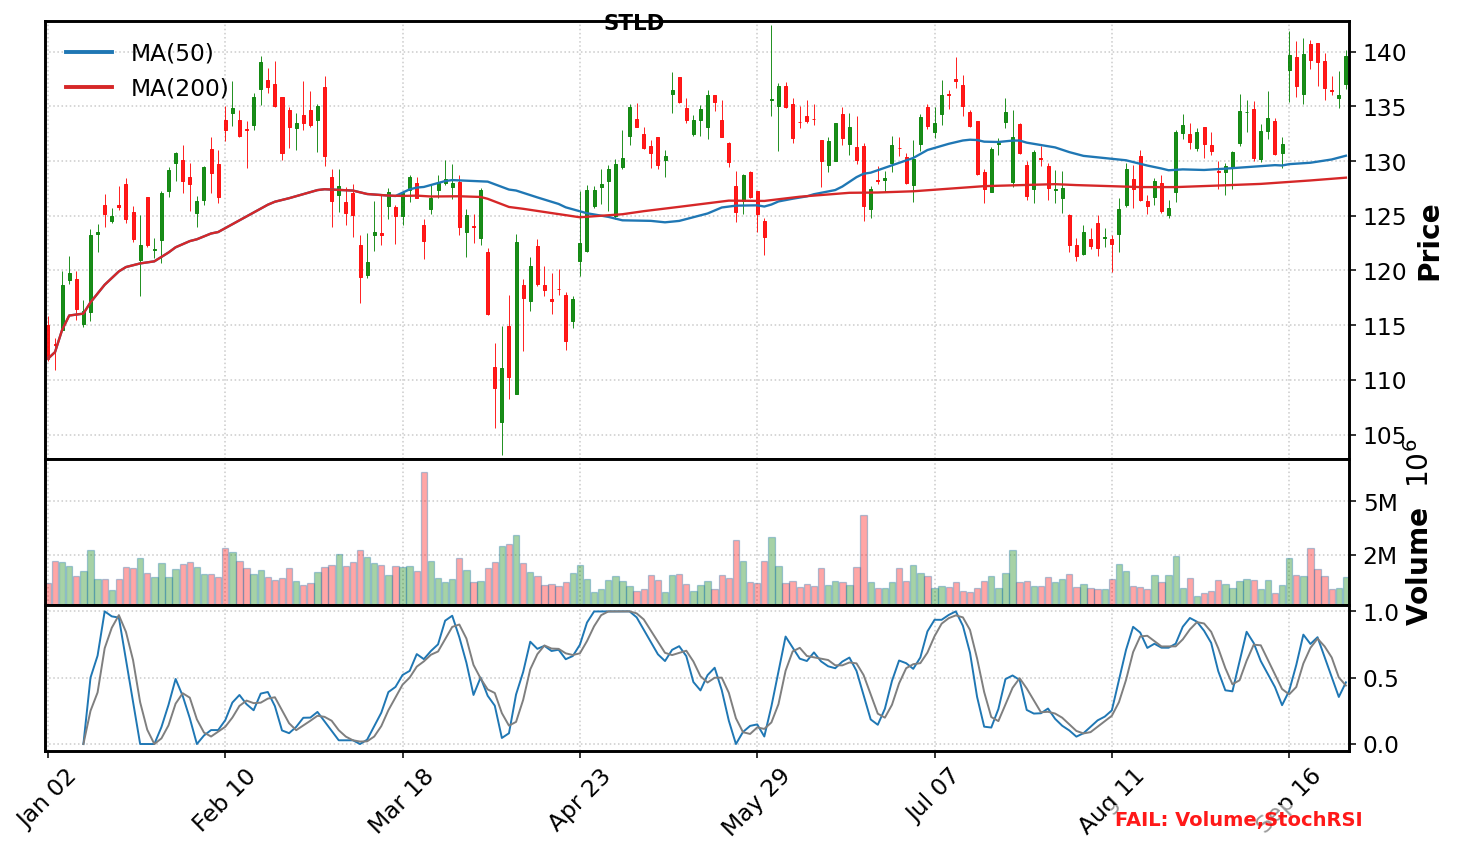 STLD
MA(50)
MA(200)
140
135
130
125
120
115
110
105
Price
10^6
5M
2M
Volume
1.0
0.5
0.0
Jan 02
Feb 10
Mar 18
Apr 23
May 29
Jul 07
Aug 11
Sep 16
FAIL: Volume,StochRSI